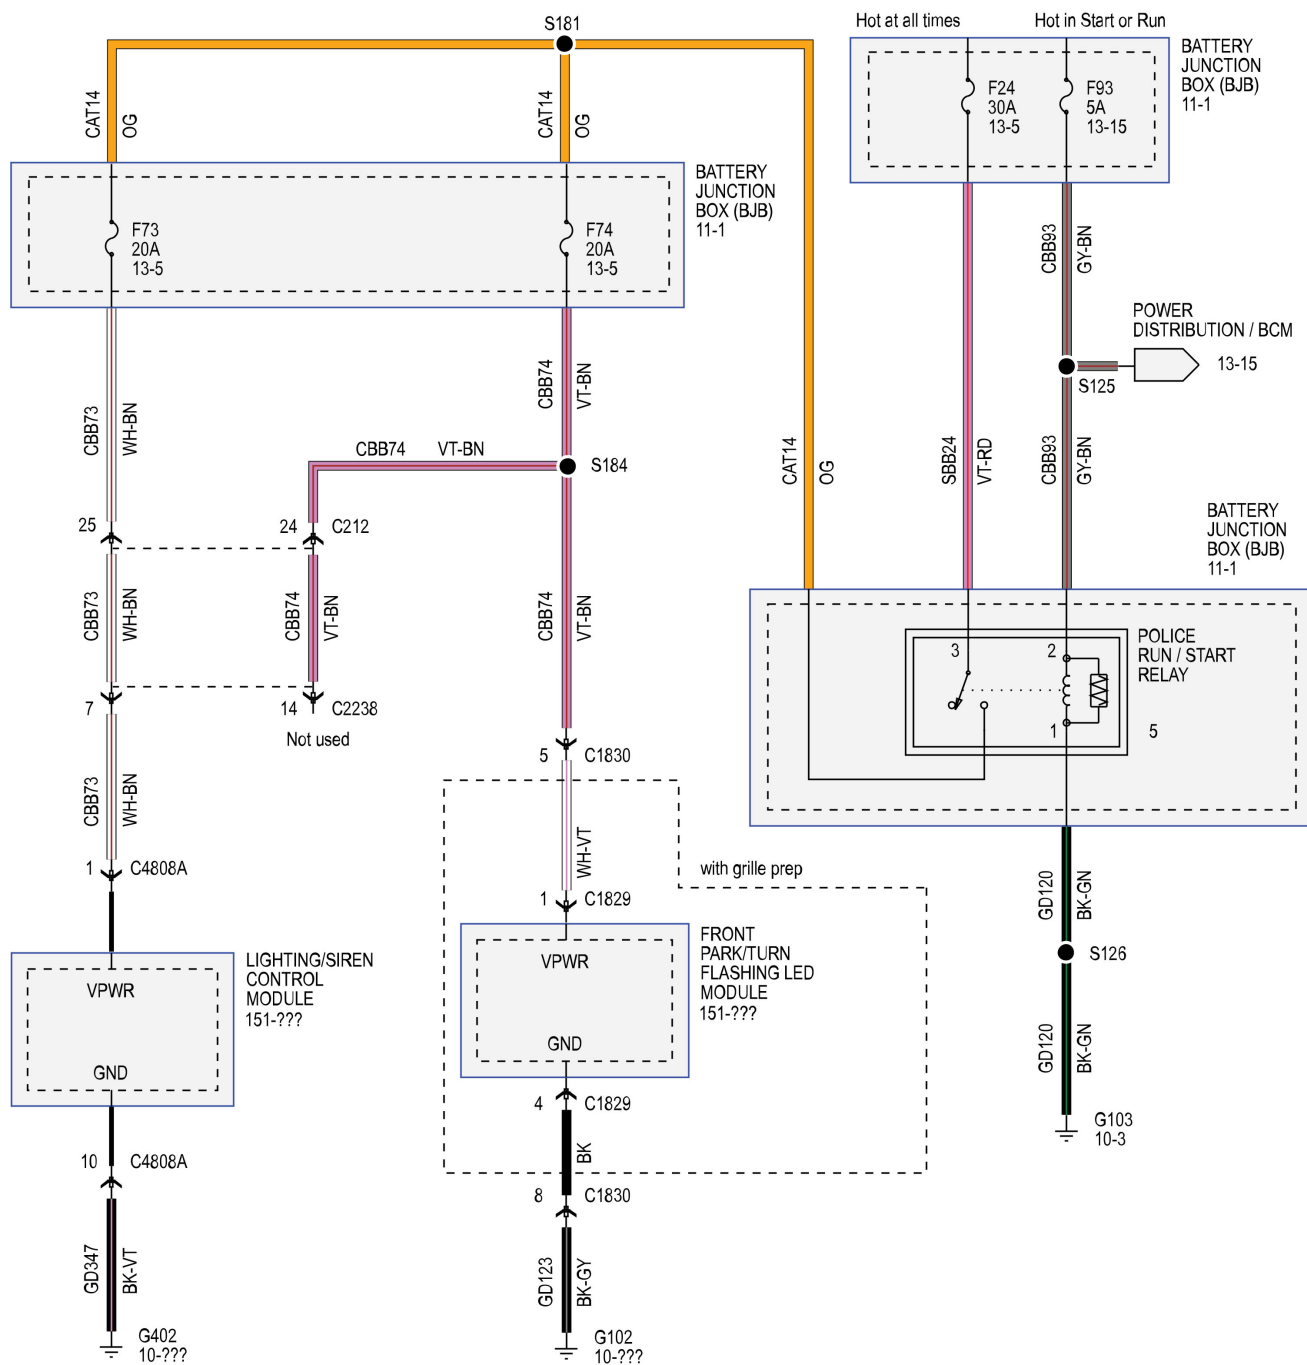 S181
Hot at all times
Hot in Start or Run
CAT14
OG
CAT14
OG
F24
30A
13-5
F93
5A
13-15
BATTERY
JUNCTION
BOX (BJB)
11-1
F73
20A
13-5
F74
20A
13-5
BATTERY
JUNCTION
BOX (BJB)
11-1
CBB93
GY-BN
POWER
DISTRIBUTION / BCM
13-15
S125
CBB73
WH-BN
CBB74
VT-BN
CBB74
VT-BN
S184
CAT14
OG
SBB24
VT-RD
CBB93
GY-BN
25
24
C212
BATTERY
JUNCTION
BOX (BJB)
11-1
CBB73
WH-BN
CBB74
VT-BN
CBB74
VT-BN
3
2
1
5
POLICE
RUN / START
RELAY
7
14
C2238
Not used
5
C1830
CBB73
WH-BN
WH-VT
with grille prep
1
C4808A
1
C1829
GD120
BK-GN
LIGHTING/SIREN
CONTROL
MODULE
151-???
VPWR
GND
FRONT
PARK/TURN
FLASHING LED
MODULE
151-???
VPWR
GND
S126
GD120
BK-GN
4
C1829
BK
G103
10-3
10
C4808A
8
C1830
GD347
BK-VT
GD123
BK-GY
G402
10-???
G102
10-???